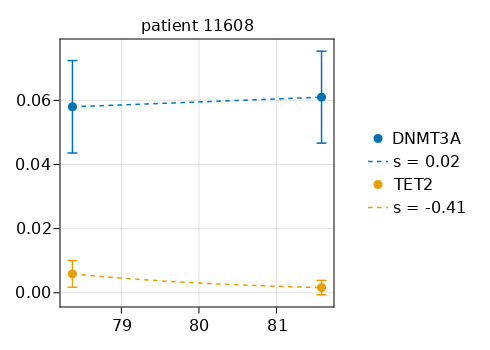 patient 11608
0.06
0.04
0.02
0.00
79 80 81
DNMT3A
s = 0.02
TET2
s = -0.41